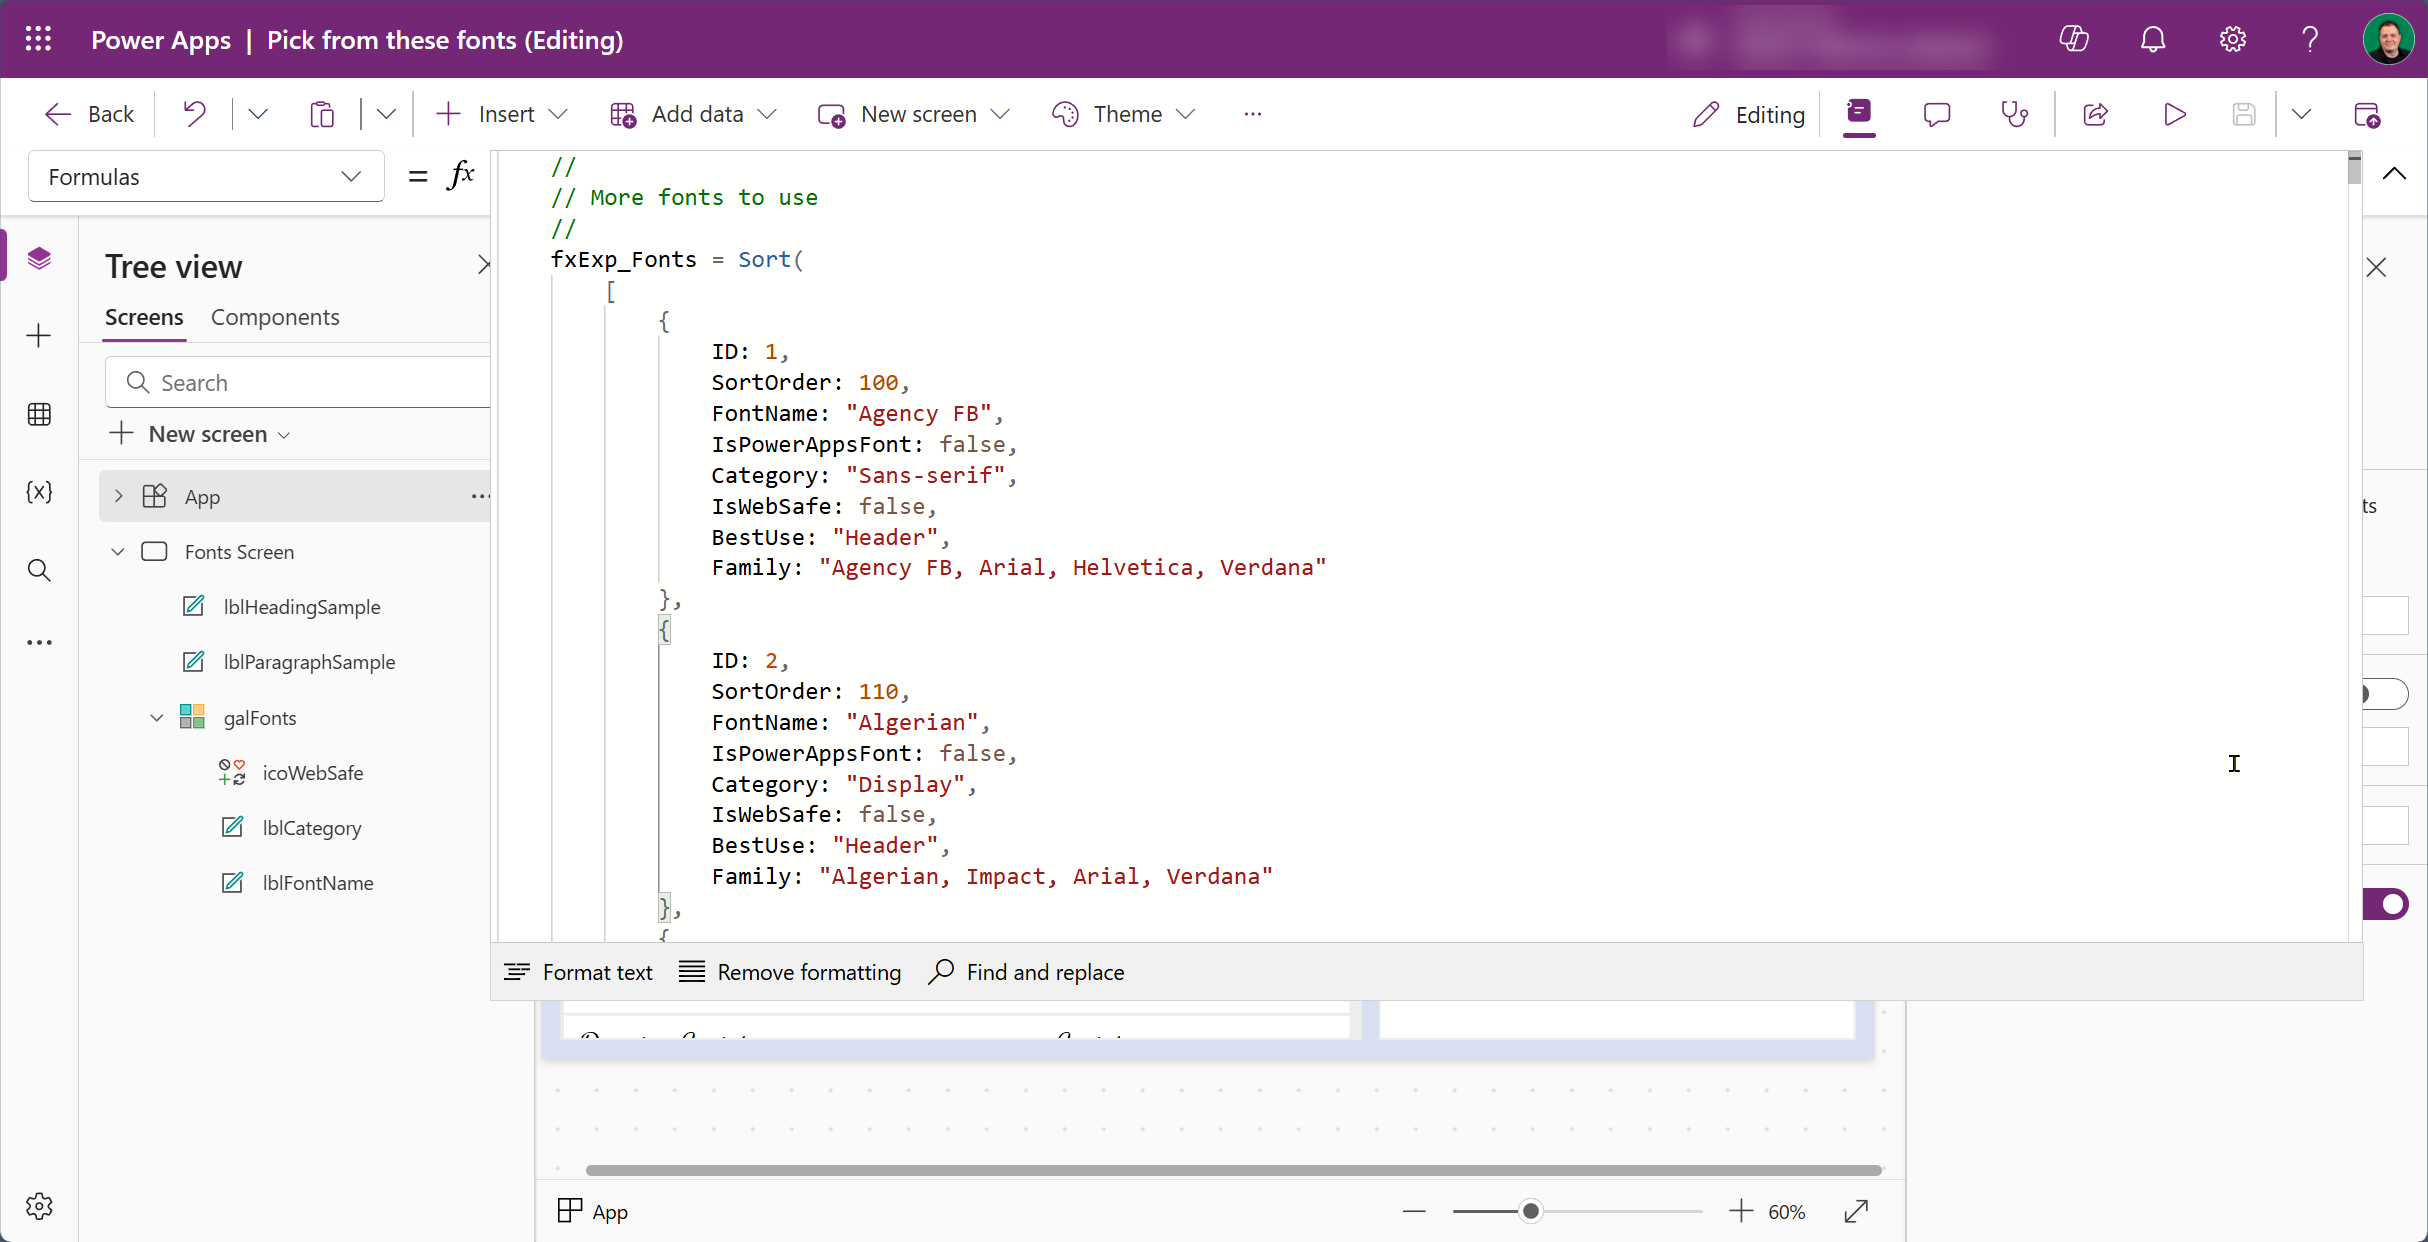 Power Apps | Pick from these fonts (Editing)
Back
Insert
Add data
New screen
Theme
...
Editing
Formulas
= fx
//
// More fonts to use
//
fxExp_Fonts = Sort(
[
{
ID: 1,
SortOrder: 100,
FontName: "Agency FB",
IsPowerAppsFont: false,
Category: "Sans-serif",
IsWebSafe: false,
BestUse: "Header",
Family: "Agency FB, Arial, Helvetica, Verdana"
},
{
ID: 2,
SortOrder: 110,
FontName: "Algerian",
IsPowerAppsFont: false,
Category: "Display",
IsWebSafe: false,
BestUse: "Header",
Family: "Algerian, Impact, Arial, Verdana"
},
{
Format text
Remove formatting
Find and replace
Tree view
Screens
Components
Search
New screen
App
Fonts Screen
lblHeadingSample
lblParagraphSample
galFonts
icoWebSafe
lblCategory
lblFontName
ts
App
60%